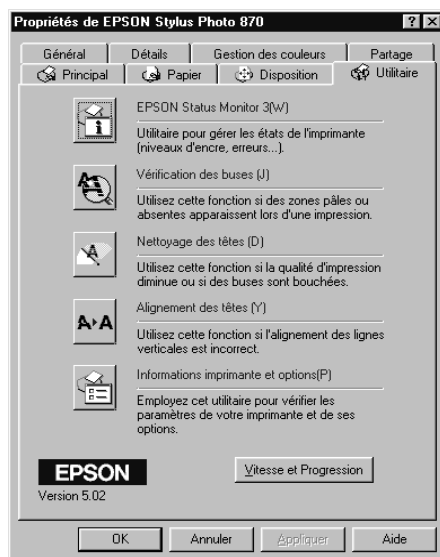 Propriétés de EPSON Stylus Photo 870
Général Détails Gestion des couleurs Partage
Principal Papier Disposition Utilitaire
EPSON Status Monitor 3(W)
Utilitaire pour gérer les états de l'imprimante
(niveaux d'encre, erreurs...).
Vérification des buses (J)
Utilisez cette fonction si des zones pâles ou
absentes apparaissent lors d'une impression.
Nettoyage des têtes (D)
Utilisez cette fonction si la qualité d'impression
diminue ou si des buses sont bouchées.
Alignement des têtes (Y)
Utilisez cette fonction si l'alignement des lignes
verticales est incorrect.
Informations imprimante et options(P)
Employez cet utilitaire pour vérifier les
paramètres de votre imprimante et de ses
options.
EPSON
Vitesse et Progression
Version 5.02
OK Annuler Appliquer Aide